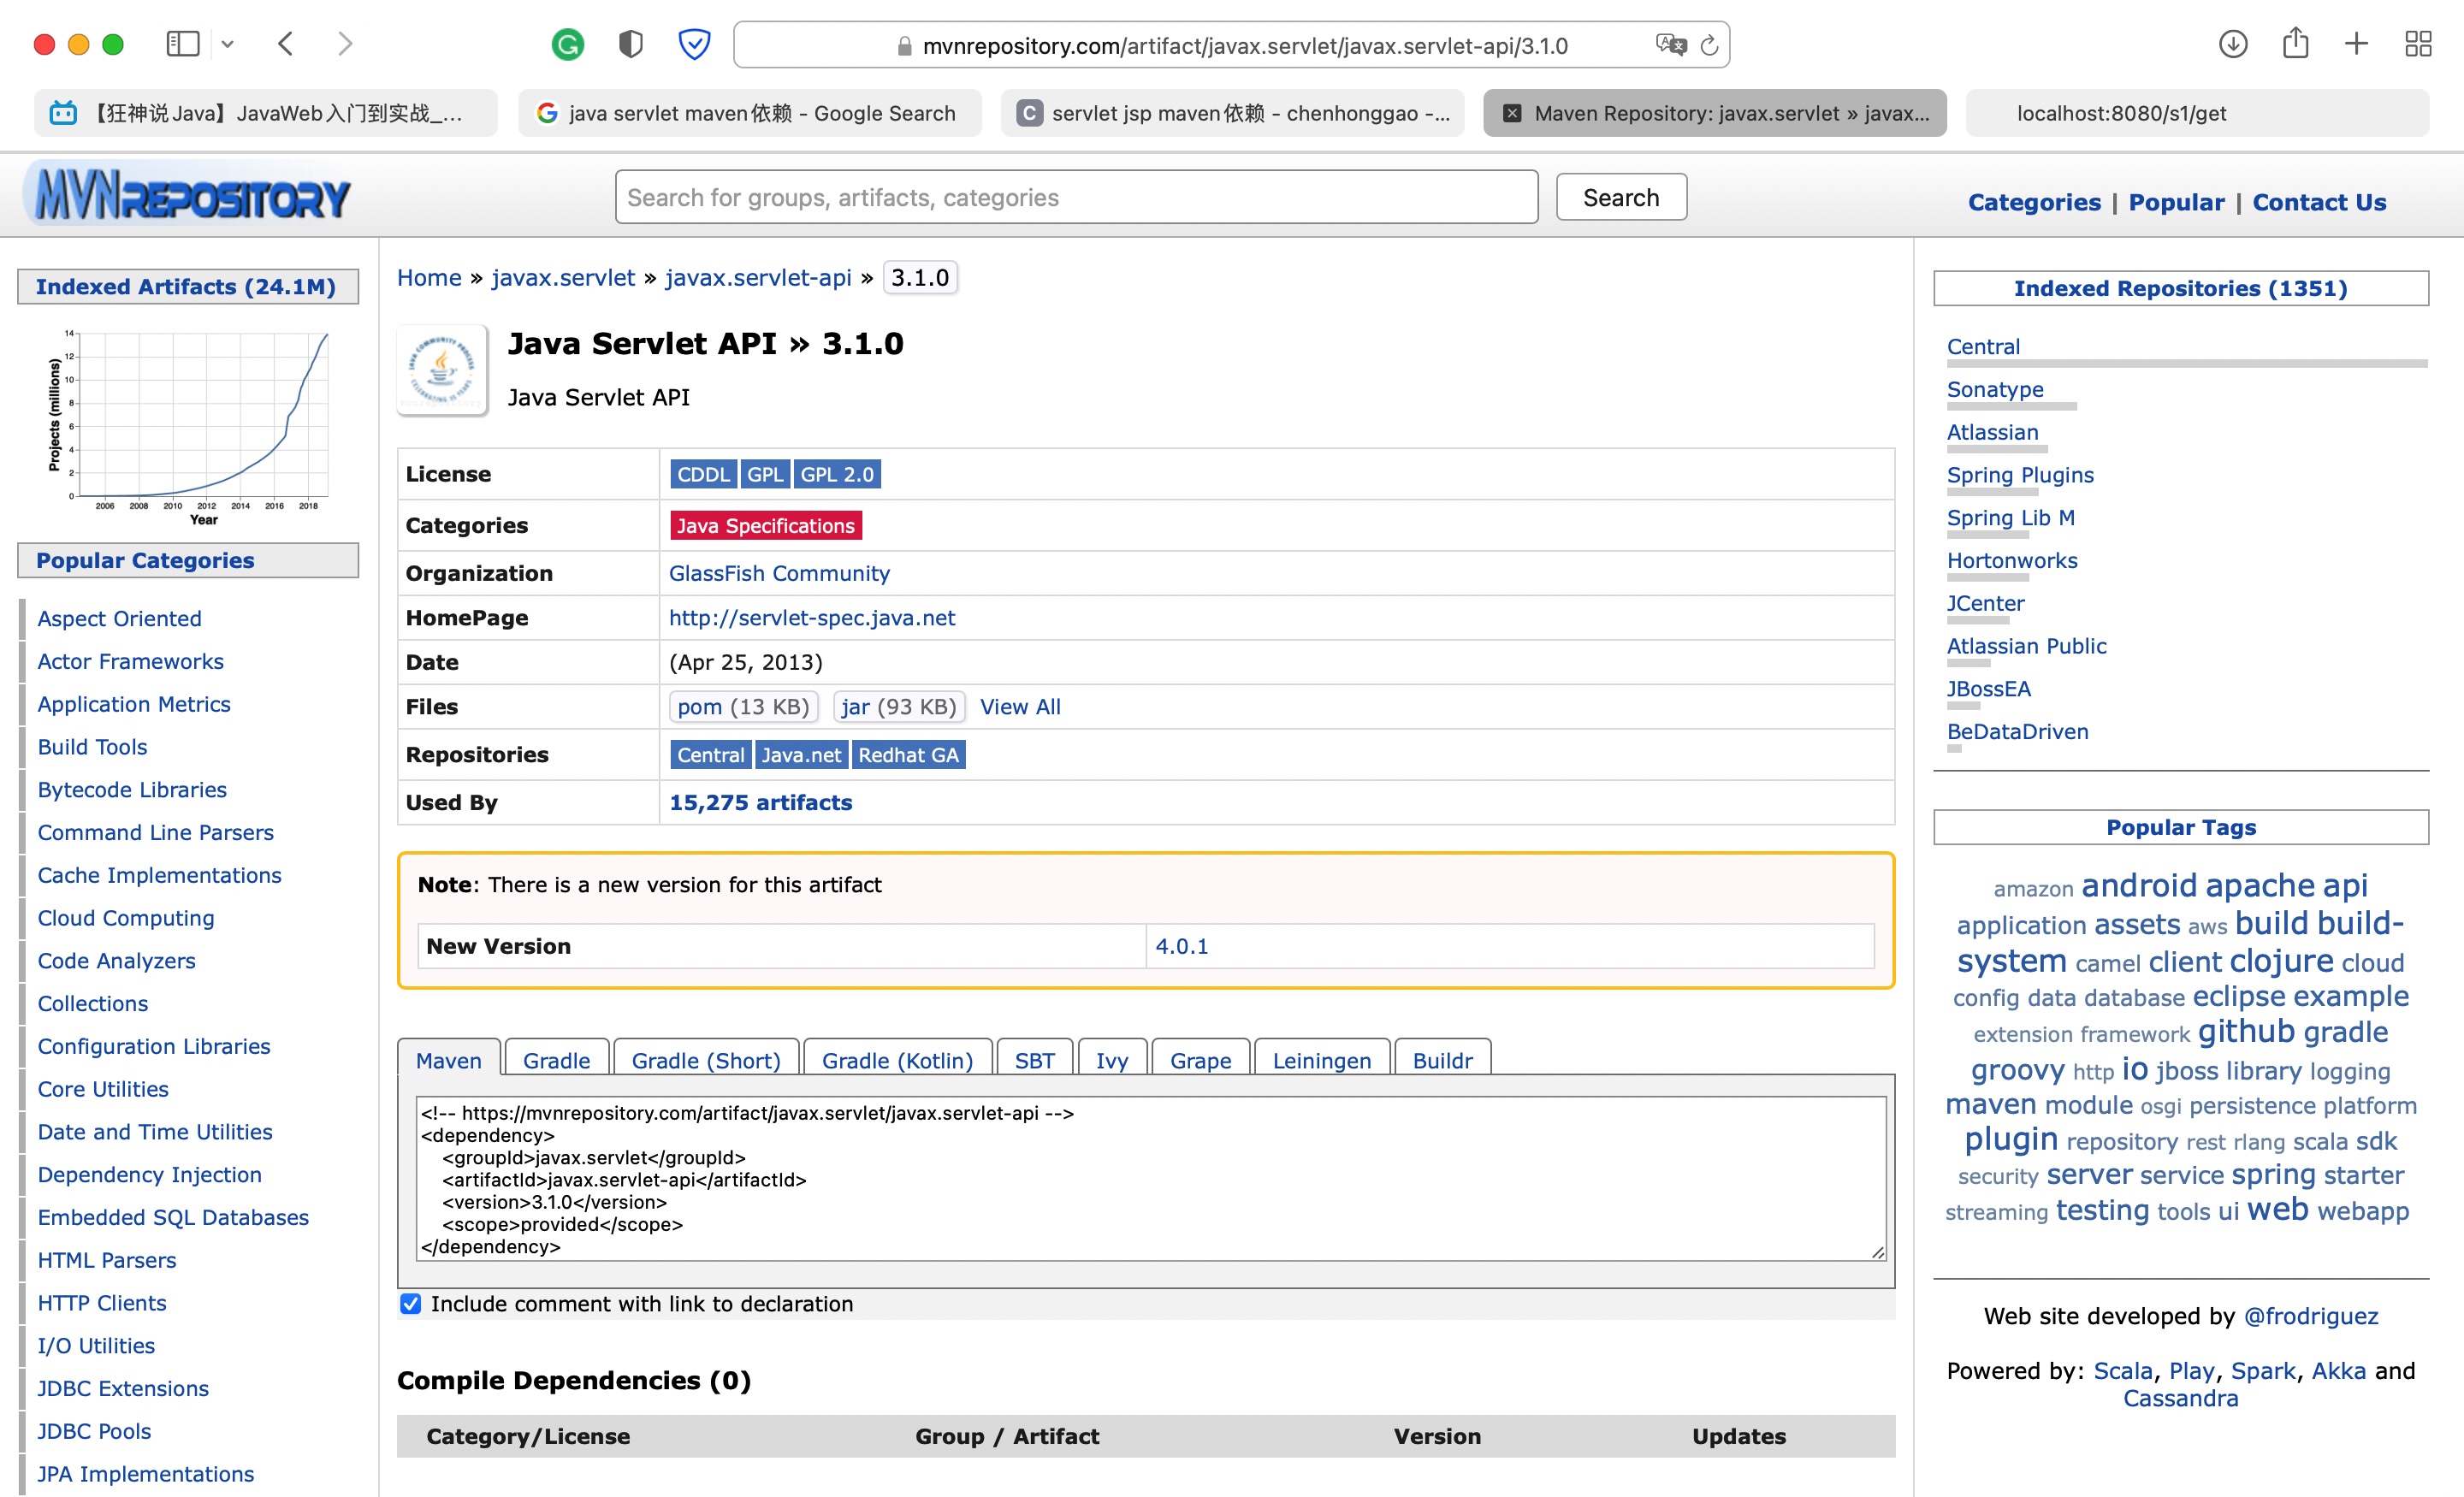 mvnrepository.com/artifact/javax.servlet/javax.servlet-api/3.1.0
【狂神说Java】JavaWeb入门到实战_...
java servlet maven依赖 - Google Search
servlet jsp maven依赖 - chenhonggao -...
Maven Repository: javax.servlet » javax...
localhost:8080/s1/get
MVNREPOSITORY
Search for groups, artifacts, categories
Search
Categories | Popular | Contact Us
Indexed Artifacts (24.1M)
Projects (millions)
14
12
10
8
6
4
2
0
2006 2008 2010 2012 2014 2016 2018
Year
Popular Categories
Aspect Oriented
Actor Frameworks
Application Metrics
Build Tools
Bytecode Libraries
Command Line Parsers
Cache Implementations
Cloud Computing
Code Analyzers
Collections
Configuration Libraries
Core Utilities
Date and Time Utilities
Dependency Injection
Embedded SQL Databases
HTML Parsers
HTTP Clients
I/O Utilities
JDBC Extensions
JDBC Pools
JPA Implementations
Home » javax.servlet » javax.servlet-api » 3.1.0
Java Servlet API » 3.1.0
Java Servlet API
License CDDL GPL GPL 2.0
Categories Java Specifications
Organization GlassFish Community
HomePage http://servlet-spec.java.net
Date (Apr 25, 2013)
Files pom (13 KB) jar (93 KB) View All
Repositories Central Java.net Redhat GA
Used By 15,275 artifacts
Note: There is a new version for this artifact
New Version 4.0.1
Maven Gradle Gradle (Short) Gradle (Kotlin) SBT Ivy Grape Leiningen Buildr
<!-- https://mvnrepository.com/artifact/javax.servlet/javax.servlet-api -->
<dependency>
<groupId>javax.servlet</groupId>
<artifactId>javax.servlet-api</artifactId>
<version>3.1.0</version>
<scope>provided</scope>
</dependency>
Include comment with link to declaration
Compile Dependencies (0)
Category/License Group / Artifact Version Updates
Indexed Repositories (1351)
Central
Sonatype
Atlassian
Spring Plugins
Spring Lib M
Hortonworks
JCenter
Atlassian Public
JBossEA
BeDataDriven
Popular Tags
amazon android apache api
application assets aws build build-
system camel client clojure cloud
config data database eclipse example
extension framework github gradle
groovy http io jboss library logging
maven module osgi persistence platform
plugin repository rest rlang scala sdk
security server service spring starter
streaming testing tools ui web webapp
Web site developed by @frodriguez
Powered by: Scala, Play, Spark, Akka and
Cassandra